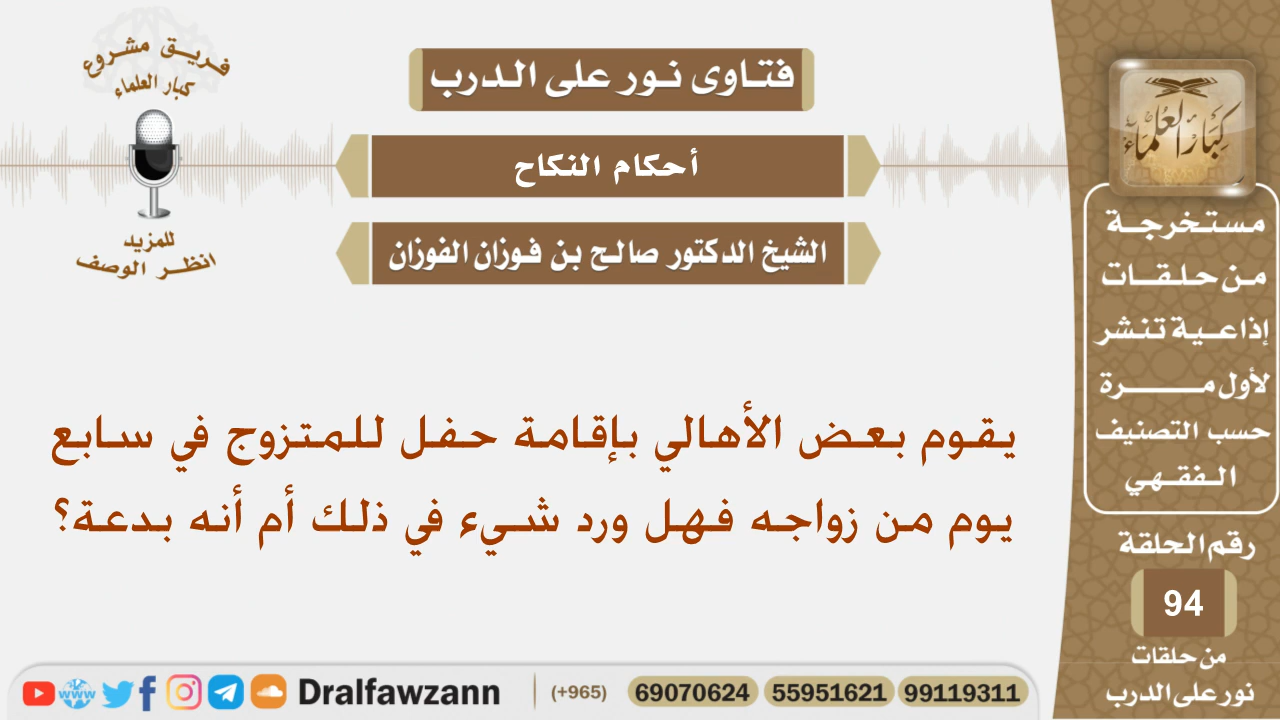 فريق مشروع
كبار العلماء
للمزيد
انظر الوصف
فتاوى نور على الدرب
أحكام النكاح
الشيخ الدكتور صالح بن فوزان الفوزان
يقوم بعض الأهالي بإقامة حفل للمتزوج في سابع
يوم من زواجه فهل ورد شيء في ذلك أم أنه بدعة؟
كبار العلماء
مستخرجة
من حلقات
إذاعية تنشر
لأول مرة
حسب التصنيف
الفقهي
رقم الحلقة
94
من حلقات
نور على الدرب
www
Dralfawzann
(+965) 69070624 55951621 99119311